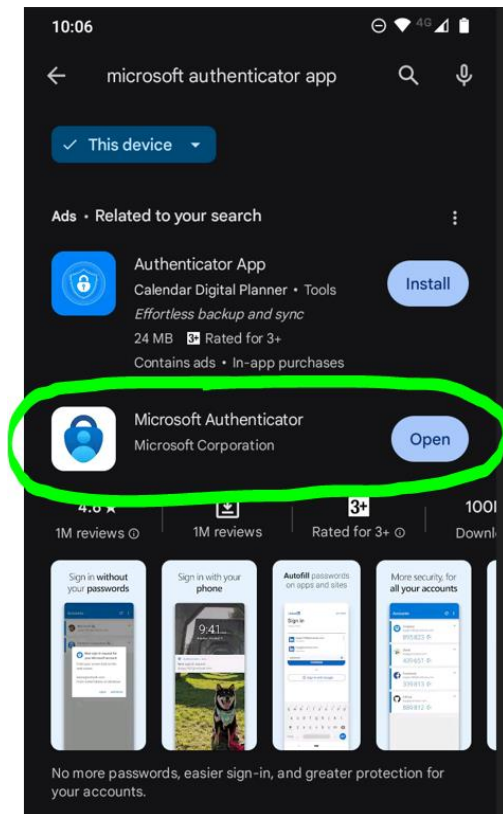 10:06
4G
microsoft authenticator app
This device
Ads • Related to your search
Authenticator App
Calendar Digital Planner • Tools
Install
Effortless backup and sync
24 MB 3+ Rated for 3+
Contains ads • In-app purchases
Microsoft Authenticator
Microsoft Corporation
Open
4.6 ★
3+
1M reviews
1M reviews
Rated for 3+
Sign in without
your passwords
Sign in with your
phone
9:41
Autofill passwords
on apps and sites
Sign in
More security, for
all your accounts
No more passwords, easier sign-in, and greater protection for
your accounts.